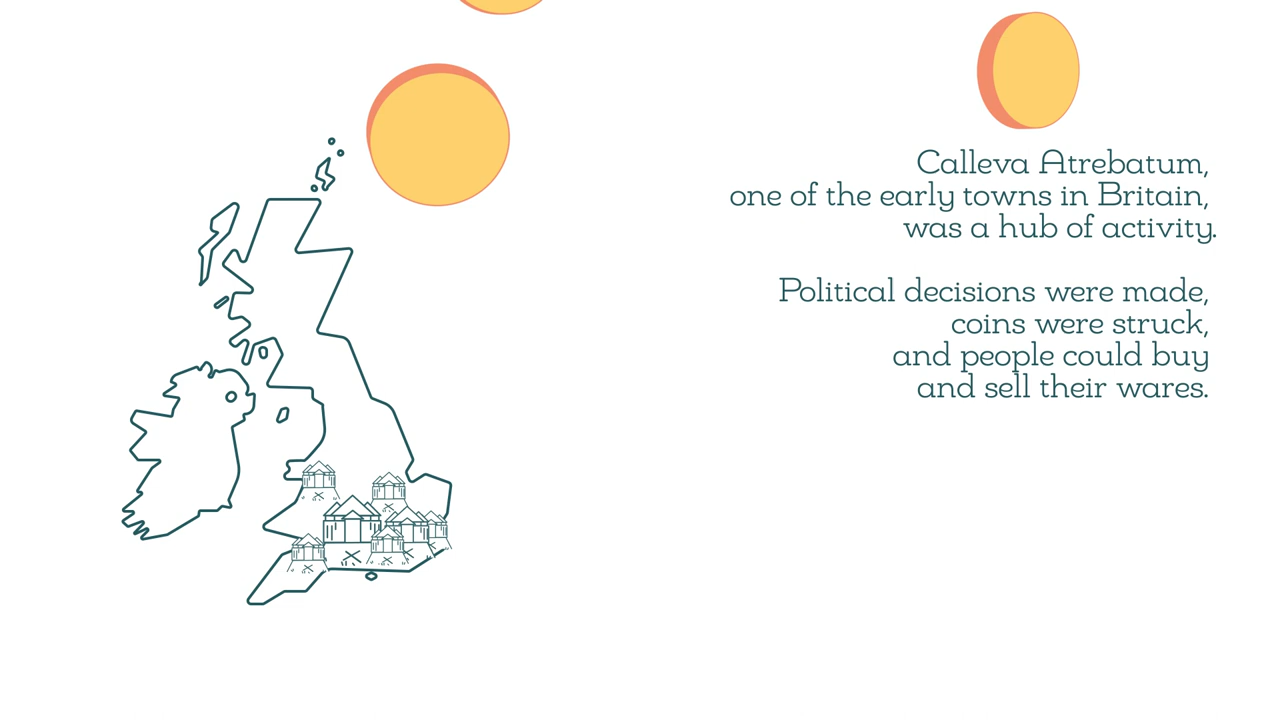 Calleva Atrebatum,
one of the early towns in Britain,
was a hub of activity.
Political decisions were made,
coins were struck,
and people could buy
and sell their wares.